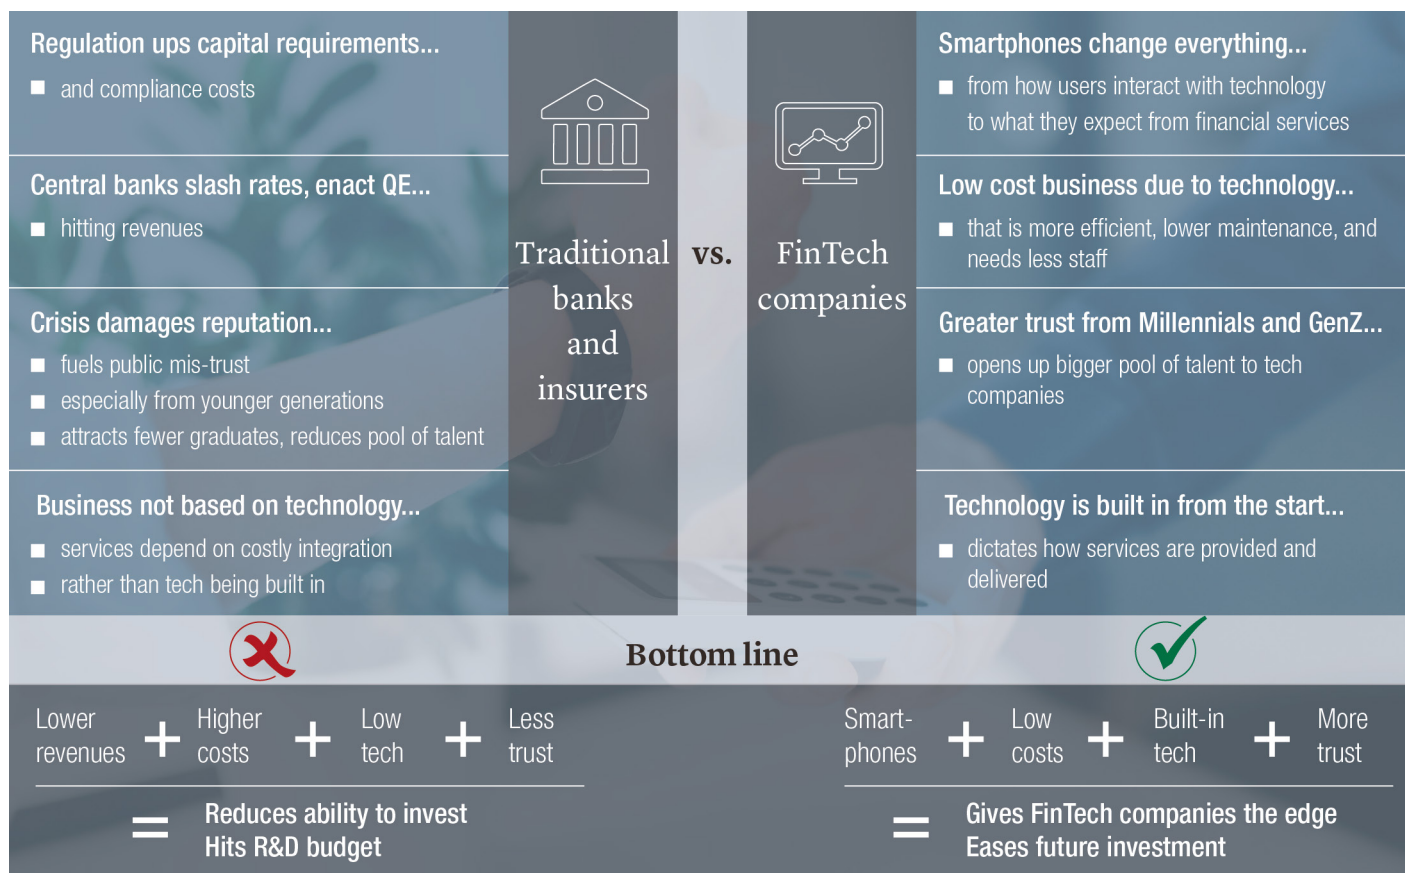 Regulation ups capital requirements...
and compliance costs
Central banks slash rates, enact QE...
hitting revenues
Crisis damages reputation...
fuels public mis-trust
especially from younger generations
attracts fewer graduates, reduces pool of talent
Business not based on technology...
services depend on costly integration
rather than tech being built in
Traditional
banks
and
insurers
vs.
FinTech
companies
Smartphones change everything...
from how users interact with technology
to what they expect from financial services
Low cost business due to technology...
that is more efficient, lower maintenance, and
needs less staff
Greater trust from Millennials and GenZ...
opens up bigger pool of talent to tech
companies
Technology is built in from the start...
dictates how services are provided and
delivered
Bottom line
Lower
revenues
+
Higher
costs
+
Low
tech
+
Less
trust
=
Reduces ability to invest
Hits R&D budget
Smart-
phones
+
Low
costs
+
Built-in
tech
+
More
trust
=
Gives FinTech companies the edge
Eases future investment